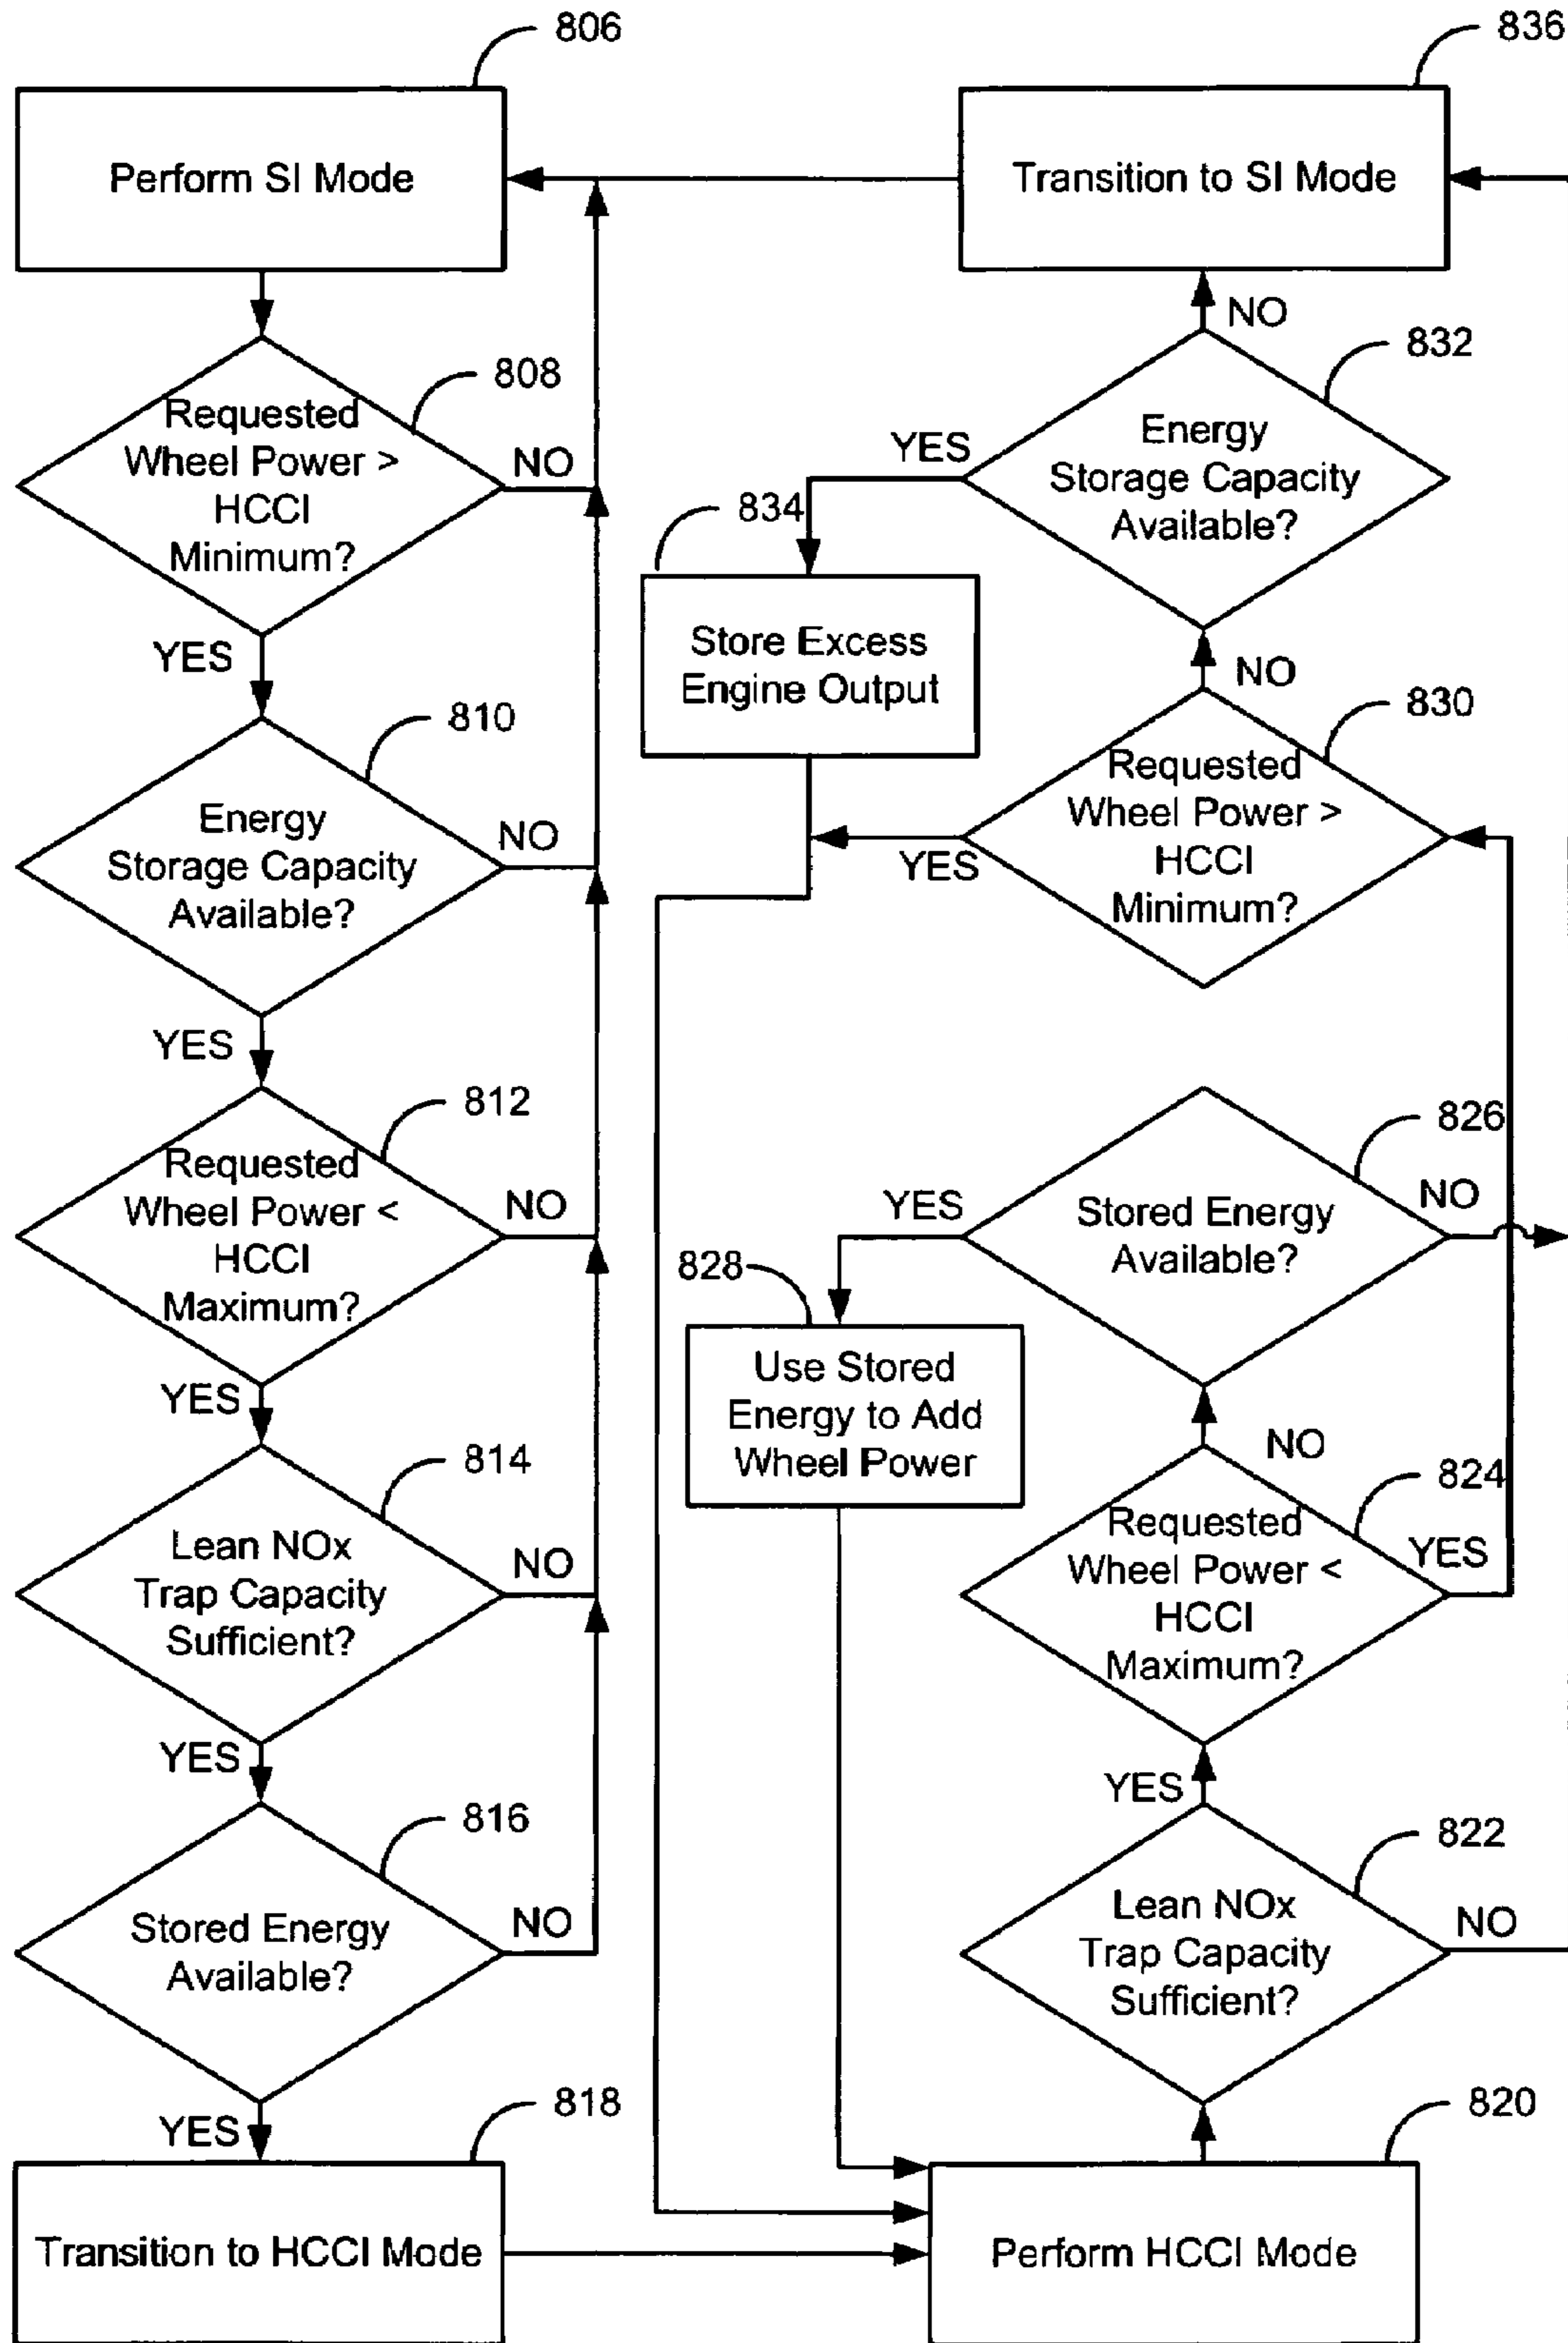 806
Perform SI Mode
808
Requested
Wheel Power >
HCCI
Minimum?
NO
YES
810
Energy
Storage Capacity
Available?
NO
YES
812
Requested
Wheel Power <
HCCI
Maximum?
NO
YES
814
Lean NOx
Trap Capacity
Sufficient?
NO
YES
816
Stored Energy
Available?
NO
YES
818
Transition to HCCI Mode
836
Transition to SI Mode
NO
832
Energy
Storage Capacity
Available?
YES
834
Store Excess
Engine Output
NO
830
Requested
Wheel Power >
HCCI
Minimum?
YES
826
Stored Energy
Available?
YES
NO
828
Use Stored
Energy to Add
Wheel Power
NO
824
Requested
Wheel Power <
HCCI
Maximum?
YES
YES
822
Lean NOx
Trap Capacity
Sufficient?
NO
820
Perform HCCI Mode